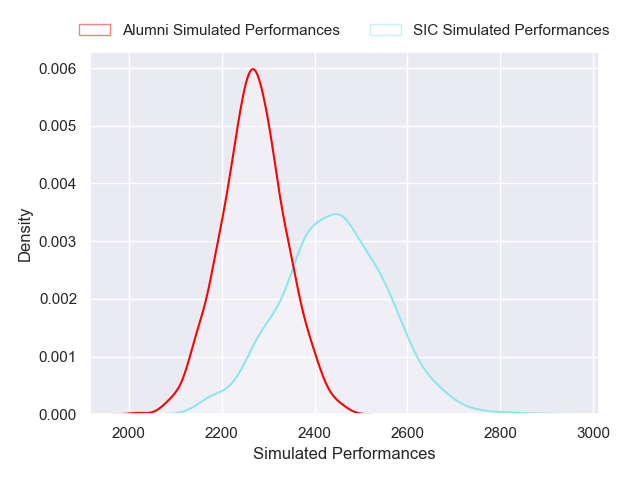 Alumni Simulated Performances SIC Simulated Performances
0.006
0.005
0.004
0.003
0.002
0.001
0.000
Density
2000 2200 2400 2600 2800 3000
Simulated Performances